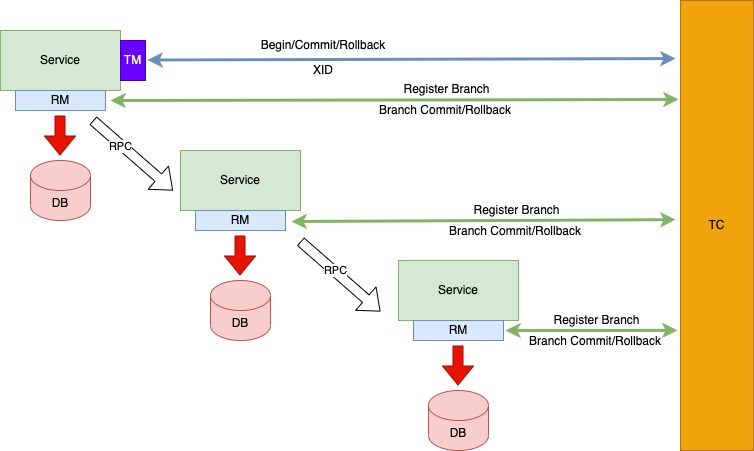 Begin/Commit/Rollback
Service
TM
XID
RM
Register Branch
Branch Commit/Rollback
RPC
DB
Service
RM
Register Branch
Branch Commit/Rollback
TC
RPC
DB
Service
RM
Register Branch
Branch Commit/Rollback
DB